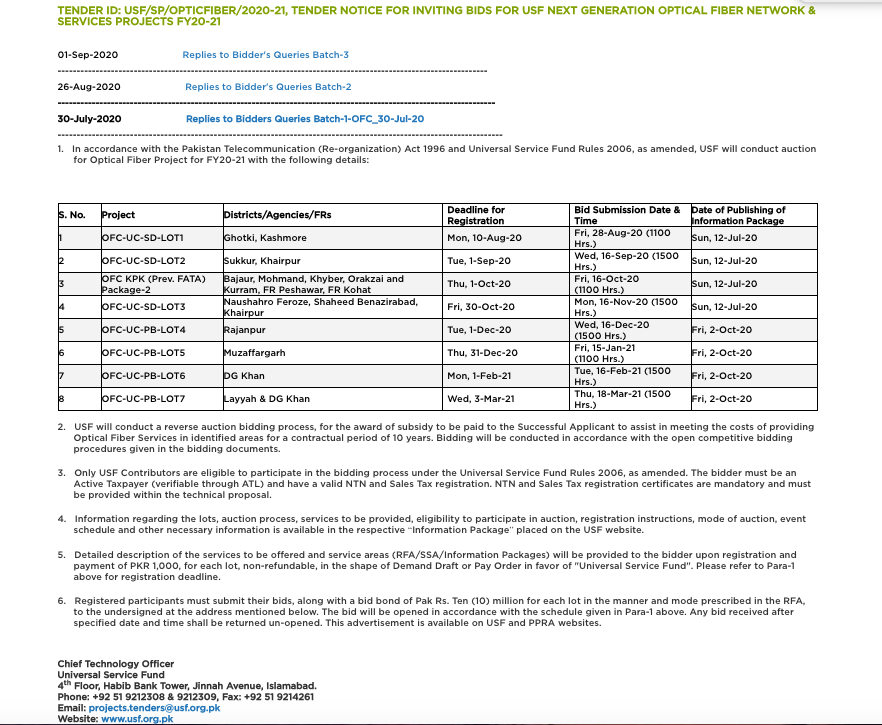 TENDER ID: USF/SP/OPTICFIBER/2020-21, TENDER NOTICE FOR INVITING BIDS FOR USF NEXT GENERATION OPTICAL FIBER NETWORK &
SERVICES PROJECTS FY20-21
01-Sep-2020 Replies to Bidder's Queries Batch-3
26-Aug-2020 Replies to Bidder's Queries Batch-2
30-July-2020 Replies to Bidders Queries Batch-1-OFC_30-Jul-20
1. In accordance with the Pakistan Telecommunication (Re-organization) Act 1996 and Universal Service Fund Rules 2006, as amended, USF will conduct auction
for Optical Fiber Project for FY20-21 with the following details:
S. No. Project Districts/Agencies/FRs Deadline for Registration Bid Submission Date & Time Date of Publishing of Information Package
1 OFC-UC-SD-LOT1 Ghotki, Kashmore Mon, 10-Aug-20 Fri, 28-Aug-20 (1100 Hrs.) Sun, 12-Jul-20
2 OFC-UC-SD-LOT2 Sukkur, Khairpur Tue, 1-Sep-20 Wed, 16-Sep-20 (1500 Hrs.) Sun, 12-Jul-20
3 OFC KPK (Prev. FATA) Package-2 Bajaur, Mohmand, Khyber, Orakzai and Kurram, FR Peshawar, FR Kohat Thu, 1-Oct-20 Fri, 16-Oct-20 (1100 Hrs.) Sun, 12-Jul-20
4 OFC-UC-SD-LOT3 Naushahro Feroze, Shaheed Benazirabad, Khairpur Fri, 30-Oct-20 Mon, 16-Nov-20 (1500 Hrs.) Sun, 12-Jul-20
5 OFC-UC-PB-LOT4 Rajanpur Tue, 1-Dec-20 Wed, 16-Dec-20 (1500 Hrs.) Fri, 2-Oct-20
6 OFC-UC-PB-LOT5 Muzaffargarh Thu, 31-Dec-20 Fri, 15-Jan-21 (1100 Hrs.) Fri, 2-Oct-20
7 OFC-UC-PB-LOT6 DG Khan Mon, 1-Feb-21 Tue, 16-Feb-21 (1500 Hrs.) Fri, 2-Oct-20
8 OFC-UC-PB-LOT7 Layyah & DG Khan Wed, 3-Mar-21 Thu, 18-Mar-21 (1500 Hrs.) Fri, 2-Oct-20
2. USF will conduct a reverse auction bidding process, for the award of subsidy to be paid to the Successful Applicant to assist in meeting the costs of providing
Optical Fiber Services in identified areas for a contractual period of 10 years. Bidding will be conducted in accordance with the open competitive bidding
procedures given in the bidding documents.
3. Only USF Contributors are eligible to participate in the bidding process under the Universal Service Fund Rules 2006, as amended. The bidder must be an
Active Taxpayer (verifiable through ATL) and have a valid NTN and Sales Tax registration. NTN and Sales Tax registration certificates are mandatory and must
be provided within the technical proposal.
4. Information regarding the lots, auction process, services to be provided, eligibility to participate in auction, registration instructions, mode of auction, event
schedule and other necessary information is available in the respective "Information Package" placed on the USF website.
5. Detailed description of the services to be offered and service areas (RFA/SSA/Information Packages) will be provided to the bidder upon registration and
payment of PKR 1,000, for each lot, non-refundable, in the shape of Demand Draft or Pay Order in favor of "Universal Service Fund". Please refer to Para-1
above for registration deadline.
6. Registered participants must submit their bids, along with a bid bond of Pak Rs. Ten (10) million for each lot in the manner and mode prescribed in the RFA,
to the undersigned at the address mentioned below. The bid will be opened in accordance with the schedule given in Para-1 above. Any bid received after
specified date and time shall be returned un-opened. This advertisement is available on USF and PPRA websites.
Chief Technology Officer
Universal Service Fund
4th Floor, Habib Bank Tower, Jinnah Avenue, Islamabad.
Phone: +92 51 9212308 & 9212309, Fax: +92 51 9214261
Email: projects.tenders@usf.org.pk
Website: www.usf.org.pk